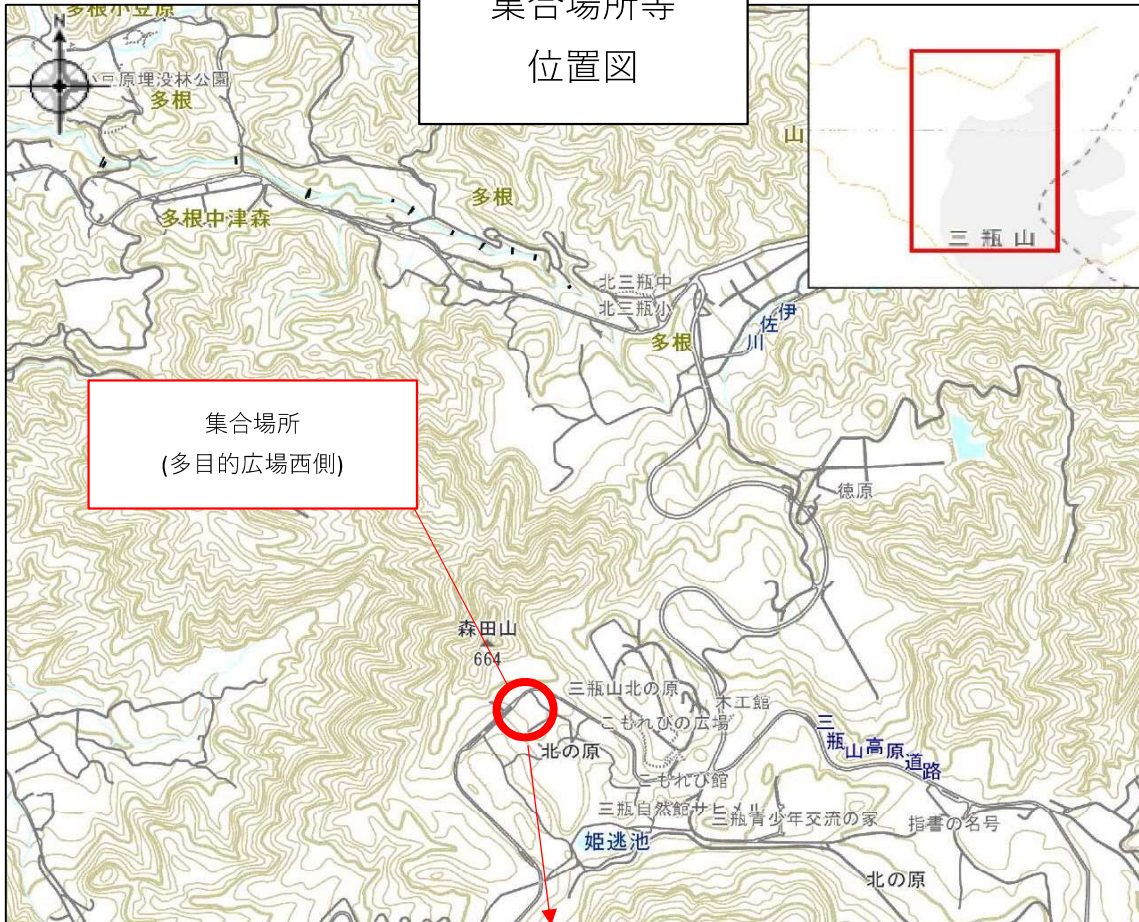 集合場所等
位置図
多根小豆原
N
小豆原埋没林公園
多根
山
三瓶山
多根
多根中津森
北三瓶中
北三瓶小
伊佐川
多根
集合場所
(多目的広場西側)
徳原
森田山
664
三瓶山北の原
木工館
こもれびの広場
三瓶山高原道路
北の原
こもれび館
三瓶自然館サヒメル
三瓶青少年交流の家
指書の名号
姫逃池
北の原